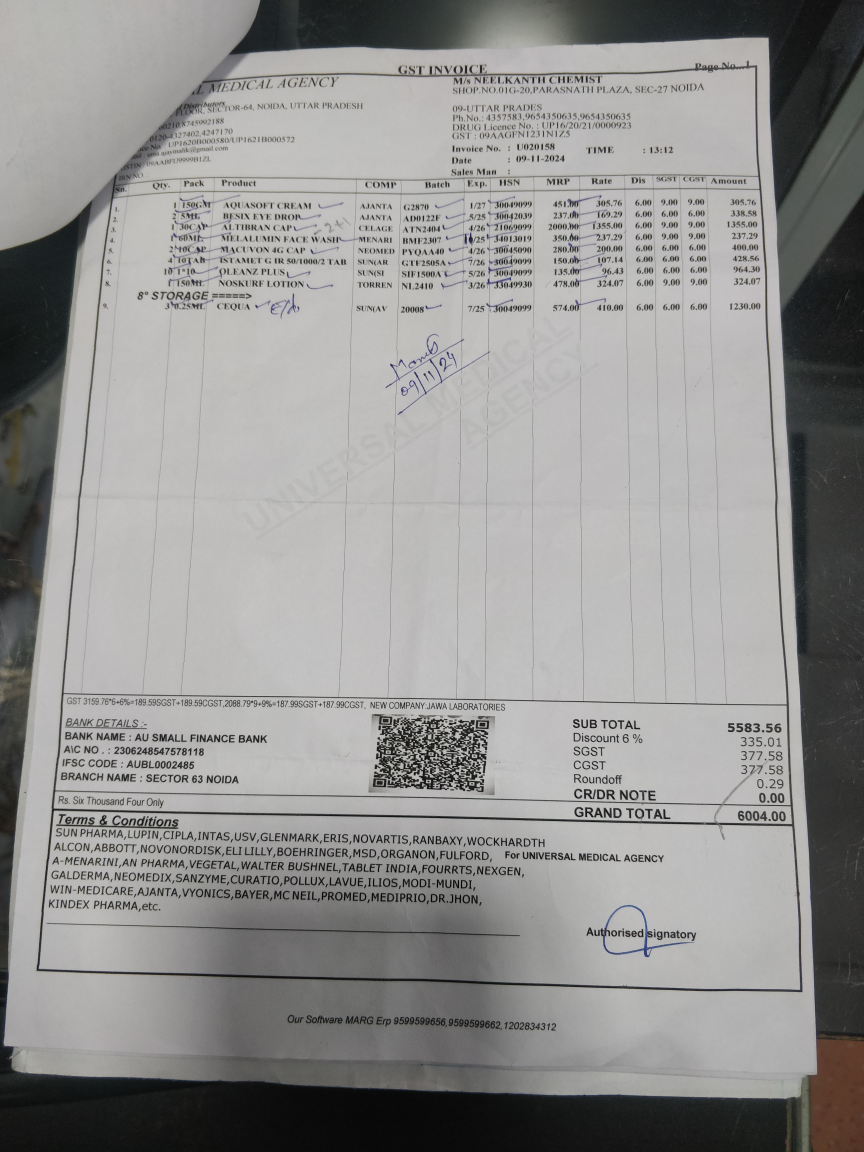 GST INVOICE
Page No...1
L MEDICAL AGENCY
Distributors
FLOOR, SECTOR-64, NOIDA, UTTAR PRADESH
0210,8745992188
0120-4337402,4247170
UP1620B000580/UP1621B000572
M/s NEELKANTH CHEMIST
SHOP.NO.01G-20,PARASNATH PLAZA, SEC-27 NOIDA
09-UTTAR PRADES
Ph.No.: 4357583,9654350635,9654350635
DRUG Licence No. : UP16/20/21/0000923
GST : 09AAGFN1231N1Z5
Invoice No. : U020158 TIME : 13:12
Date : 09-11-2024
Sales Man :
Sn. Qty. Pack Product COMP Batch Exp. HSN MRP Rate Dis SGST CGST Amount
1. 1 150GM AQUASOFT CREAM AJANTA G2870 1/27 30049099 451.00 305.76 6.00 9.00 9.00 305.76
2. 2 5ML BESIX EYE DROP AJANTA AD0122F 5/25 30042039 237.00 169.29 6.00 6.00 6.00 338.58
3. 1 30CAP ALTIBRAN CAP CELAGE ATN2404 4/26 21069099 2000.00 1355.00 6.00 9.00 9.00 1355.00
4. 1 60ML MELALUMIN FACE WASH MENARI BMF2307 /25 34013019 350.00 237.29 6.00 9.00 9.00 237.29
5. 2 10CAP MACUVON 4G CAP NEOMED PYQAA40 4/26 30045090 280.00 200.00 6.00 6.00 6.00 400.00
6. 4 10TAB ISTAMET G IR 50/1000/2 TAB SUN(AR GTF2505A 7/26 30049099 150.00 107.14 6.00 6.00 6.00 428.56
7. 10 1*10 OLEANZ PLUS SUN(SI SIF1500A 5/26 30049099 135.00 96.43 6.00 6.00 6.00 964.30
8. 1 150ML NOSKURF LOTION TORREN NL2410 3/26 33049930 478.00 324.07 6.00 9.00 9.00 324.07
8° STORAGE =====>
9. 3 0.25ML CEQUA SUN(AV 20008 7/25 30049099 574.00 410.00 6.00 6.00 6.00 1230.00
09/11/24
UNIVERSAL MEDICAL
AGENCY
GST 3159.76*6+6%=189.59SGST+189.59CGST,2088.79*9+9%=187.99SGST+187.99CGST, NEW COMPANY:JAWA LABORATORIES
BANK DETAILS :-
BANK NAME : AU SMALL FINANCE BANK
A\C NO . : 2306248547578118
IFSC CODE : AUBL0002485
BRANCH NAME : SECTOR 63 NOIDA
SUB TOTAL 5583.56
Discount 6 % 335.01
SGST 377.58
CGST 377.58
Roundoff 0.29
CR/DR NOTE 0.00
Rs. Six Thousand Four Only
GRAND TOTAL 6004.00
Terms & Conditions
SUN PHARMA,LUPIN,CIPLA,INTAS,USV,GLENMARK,ERIS,NOVARTIS,RANBAXY,WOCKHARDTH
ALCON,ABBOTT,NOVONORDISK,ELI LILLY,BOEHRINGER,MSD,ORGANON,FULFORD,
For UNIVERSAL MEDICAL AGENCY
A-MENARINI,AN PHARMA,VEGETAL,WALTER BUSHNEL,TABLET INDIA,FOURRTS,NEXGEN,
GALDERMA,NEOMEDIX,SANZYME,CURATIO,POLLUX,LAVUE,ILIOS,MODI-MUNDI,
WIN-MEDICARE,AJANTA,VYONICS,BAYER,MC NEIL,PROMED,MEDIPRIO,DR.JHON,
KINDEX PHARMA,etc.
Authorised signatory
Our Software MARG Erp 9599599656,9599599662,1202834312